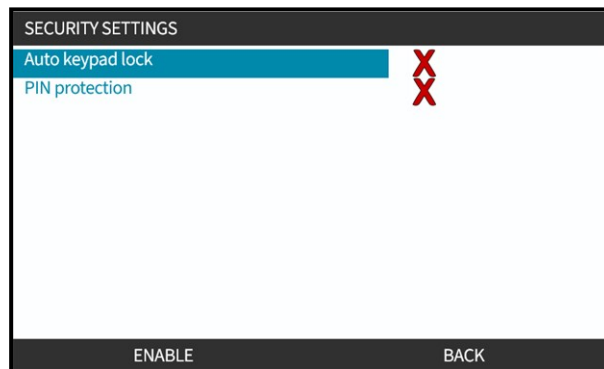 SECURITY SETTINGS
Auto keypad lock
PIN protection
ENABLE BACK